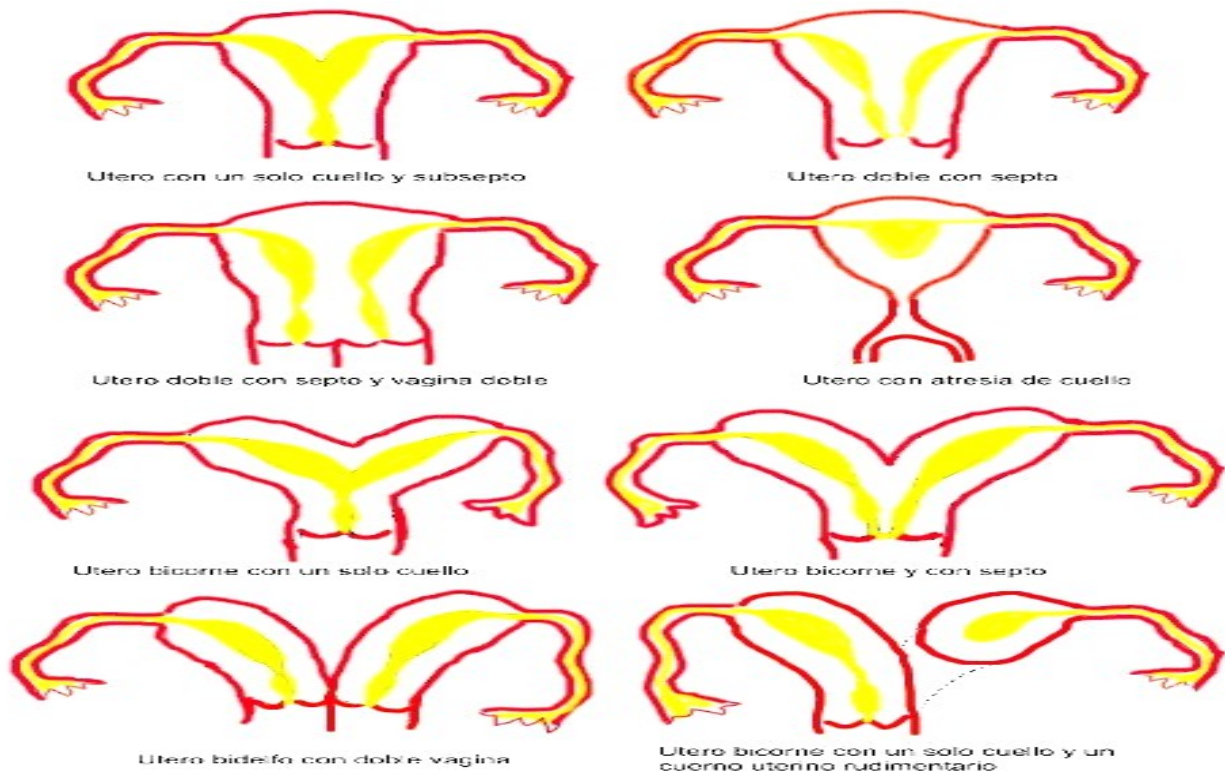 Utero con un solo cuello y subsepto
Utero doble con septo
Utero doble con septo y vagina doble
Utero con atresia de cuello
Utero bicorne con un solo cuello
Utero bicorne y con septo
Utero bidelfo con doble vagina
Utero bicorne con un solo cuello y un
cuerno uterino rudimentario